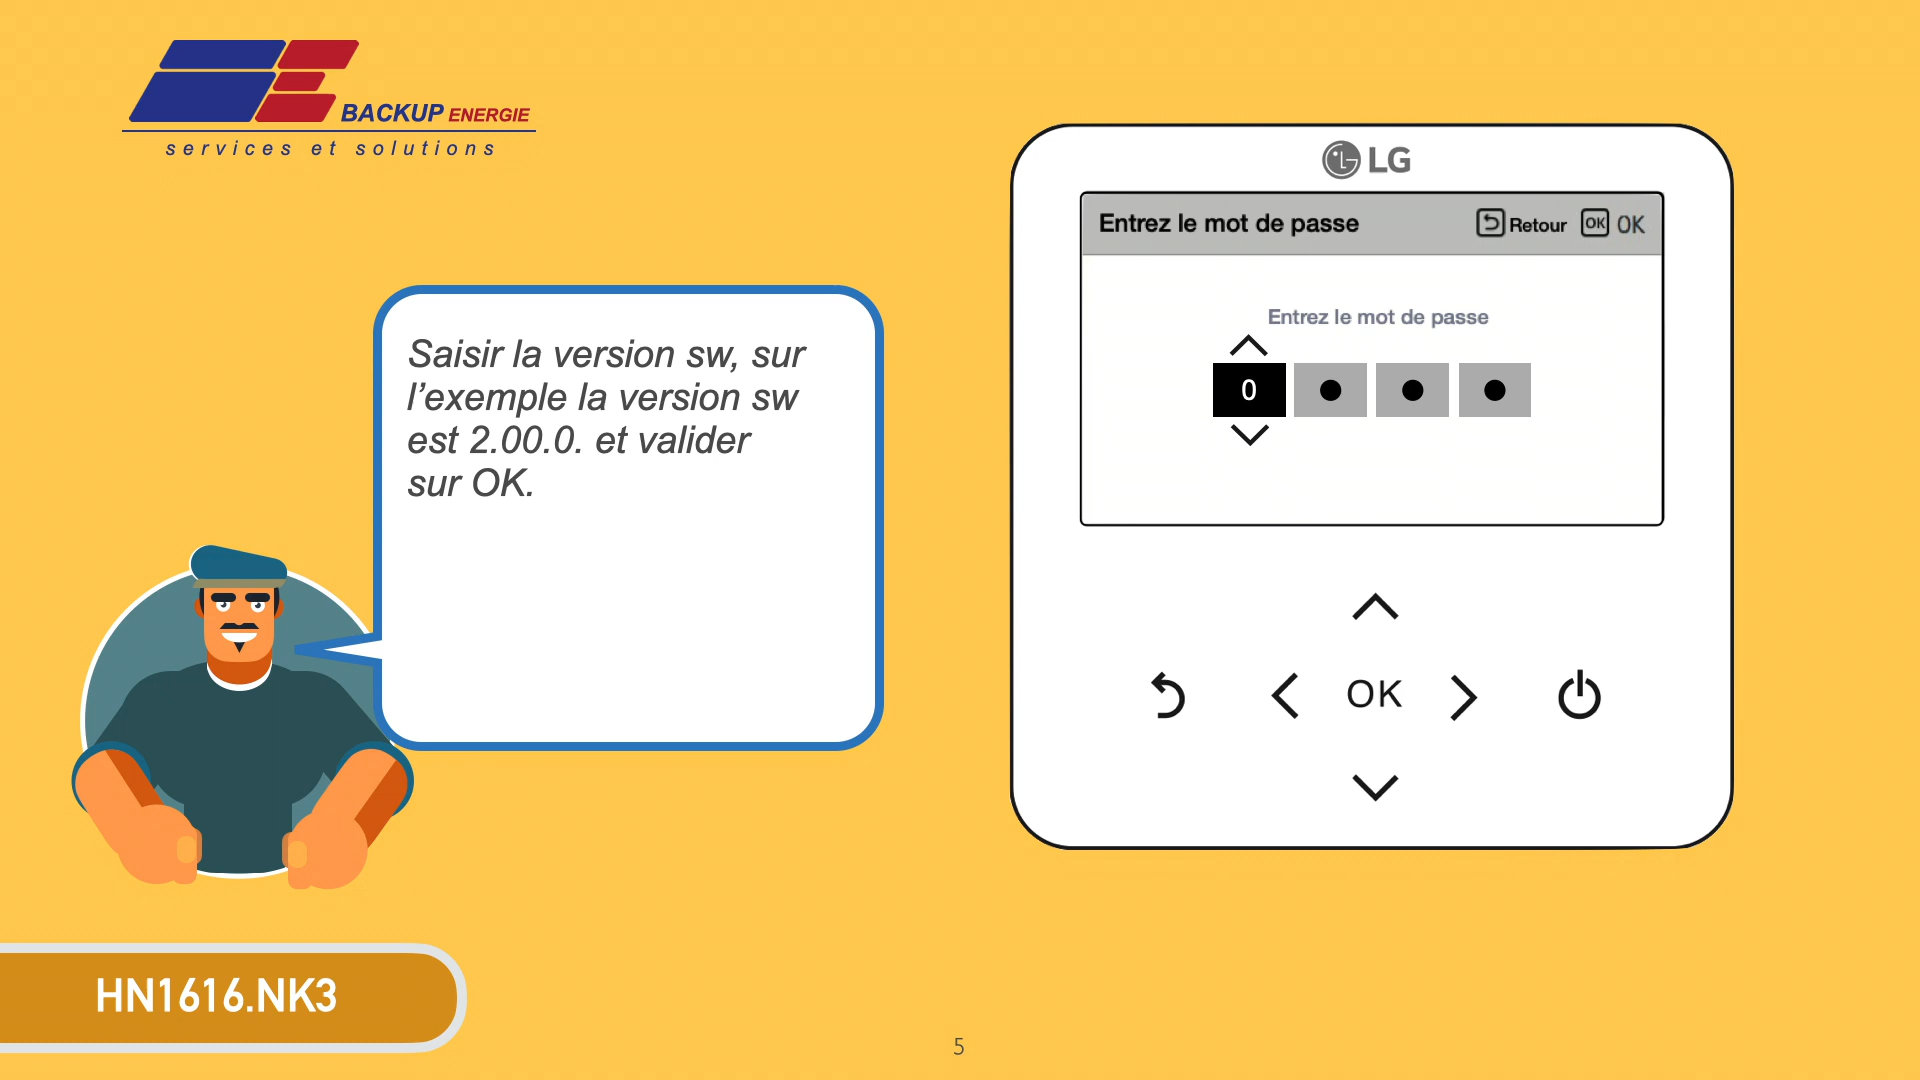 BACKUP ENERGIE
services et solutions
LG
Entrez le mot de passe Retour OK OK
Entrez le mot de passe
0
Saisir la version sw, sur
l’exemple la version sw
est 2.00.0. et valider
sur OK.
OK
HN1616.NK3
5